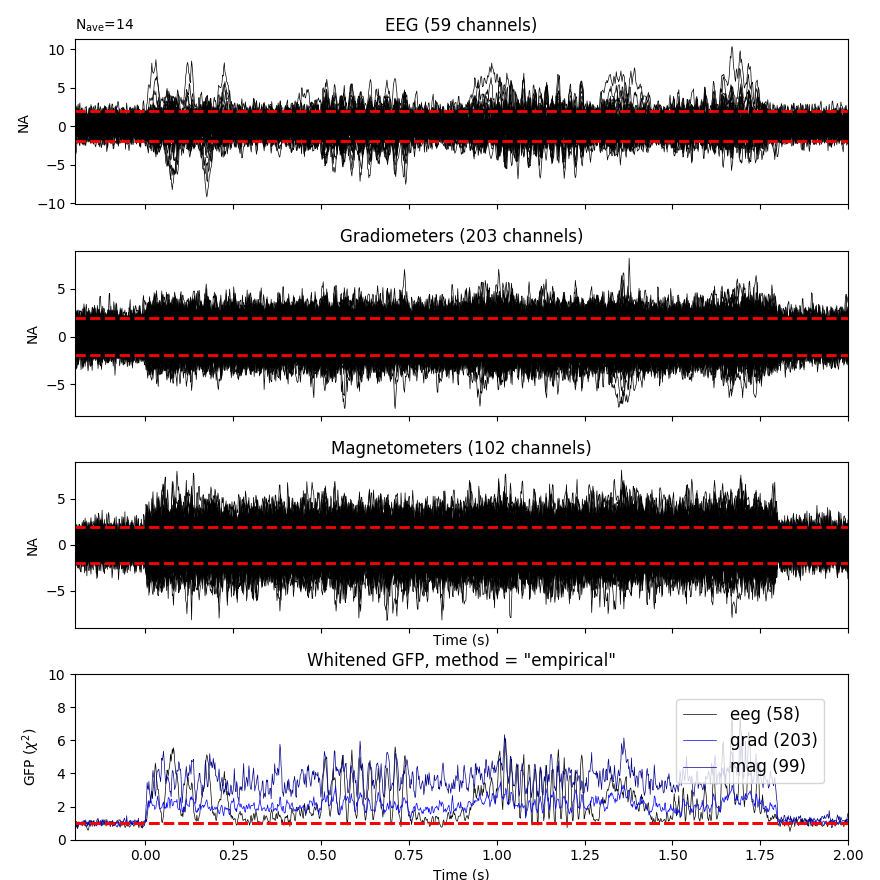 N_ave=14
EEG (59 channels)
10
5
0
−5
−10
NA
Gradiometers (203 channels)
5
0
−5
NA
Magnetometers (102 channels)
5
0
−5
NA
Time (s)
Whitened GFP, method = "empirical"
10
8
6
4
2
0
GFP (χ²)
eeg (58)
grad (203)
mag (99)
0.00 0.25 0.50 0.75 1.00 1.25 1.50 1.75 2.00
Time (s)